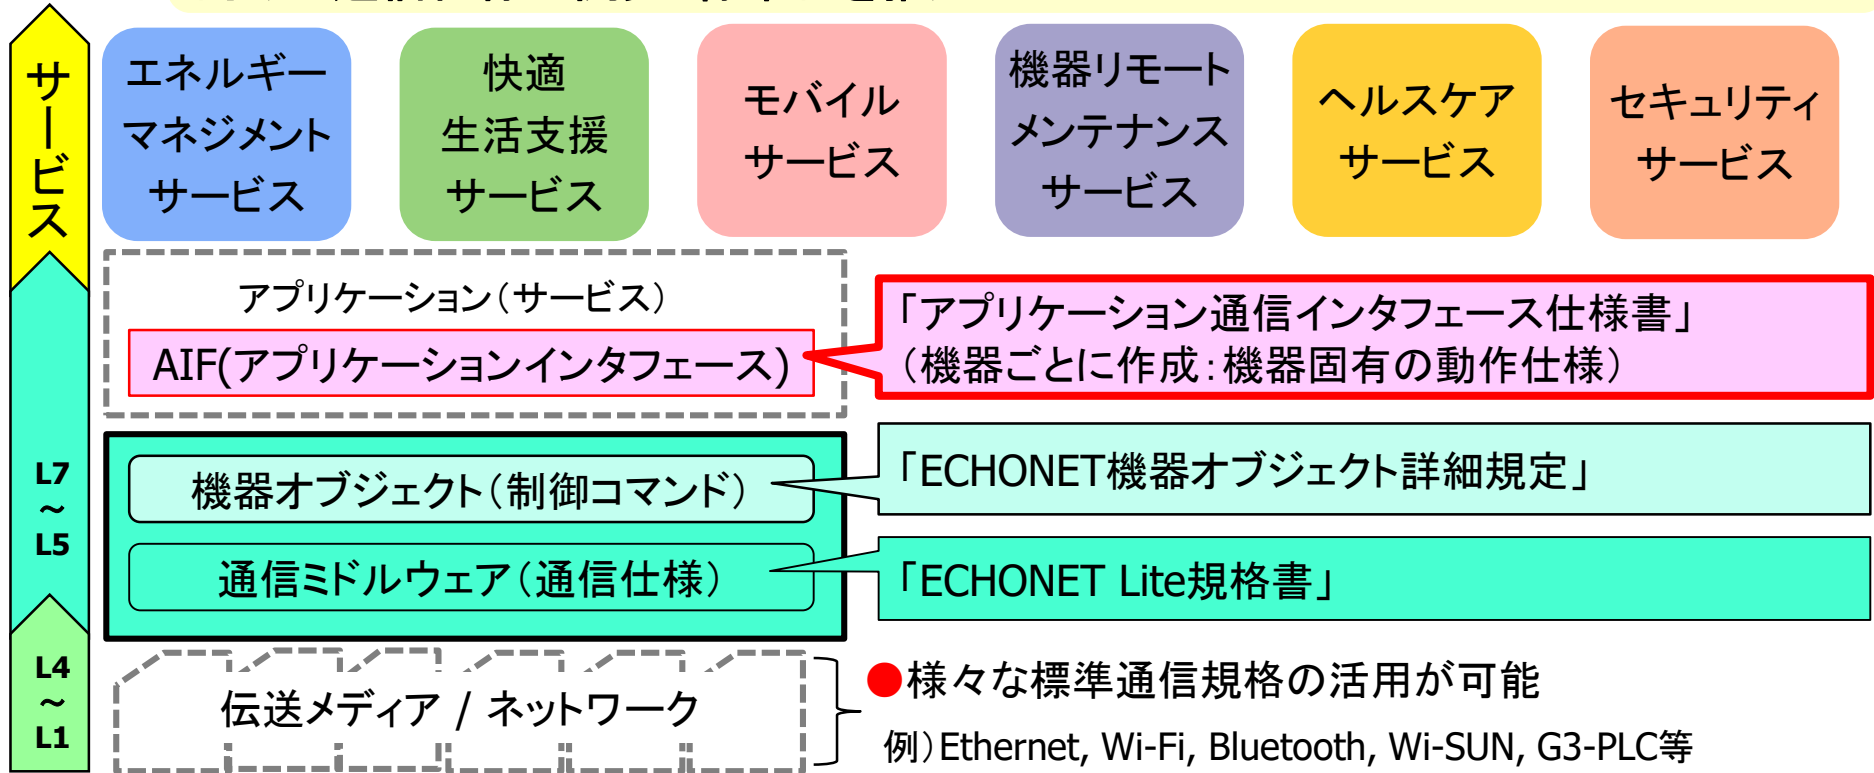 サービス
エネルギー
マネジメント
サービス
快適
生活支援
サービス
モバイル
サービス
機器リモート
メンテナンス
サービス
ヘルスケア
サービス
セキュリティ
サービス
アプリケーション（サービス）
AIF(アプリケーションインタフェース)
「アプリケーション通信インタフェース仕様書」
（機器ごとに作成：機器固有の動作仕様）
L7
～
L5
機器オブジェクト（制御コマンド）
「ECHONET機器オブジェクト詳細規定」
通信ミドルウェア（通信仕様）
「ECHONET Lite規格書」
L4
～
L1
伝送メディア / ネットワーク
●様々な標準通信規格の活用が可能
例）Ethernet, Wi-Fi, Bluetooth, Wi-SUN, G3-PLC等